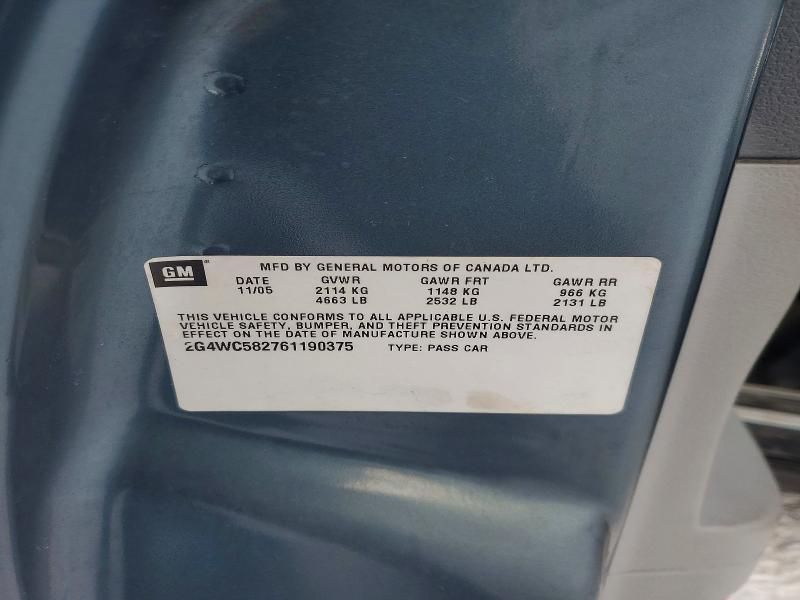 GM ® MFD BY GENERAL MOTORS OF CANADA LTD.
DATE GVWR GAWR FRT GAWR RR
11/05 2114 KG 1148 KG 966 KG
4663 LB 2532 LB 2131 LB
THIS VEHICLE CONFORMS TO ALL APPLICABLE U.S. FEDERAL MOTOR
VEHICLE SAFETY, BUMPER, AND THEFT PREVENTION STANDARDS IN
EFFECT ON THE DATE OF MANUFACTURE SHOWN ABOVE.
2G4WC582761190375 TYPE: PASS CAR